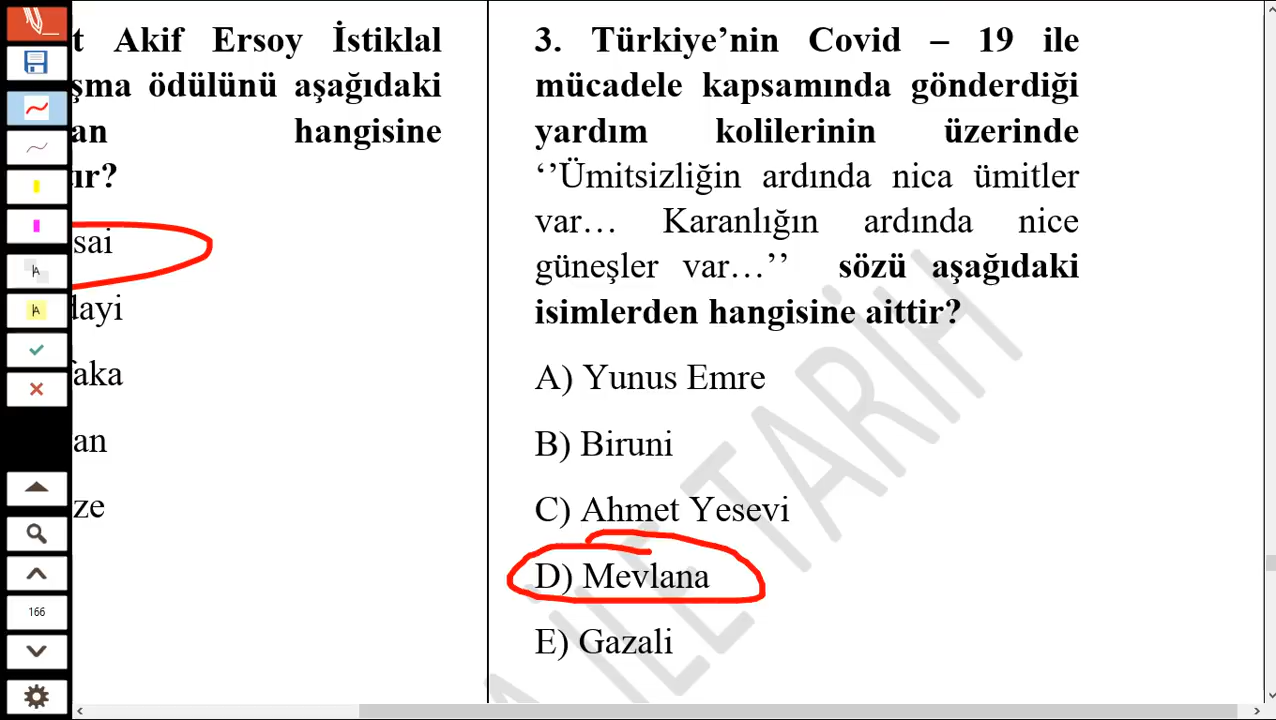 t Akif Ersoy İstiklal
şma ödülünü aşağıdaki
an hangisine
ır?
sai
dayi
faka
an
ze
3. Türkiye’nin Covid – 19 ile
mücadele kapsamında gönderdiği
yardım kolilerinin üzerinde
‘’Ümitsizliğin ardında nica ümitler
var… Karanlığın ardında nice
güneşler var…’’ sözü aşağıdaki
isimlerden hangisine aittir?
A) Yunus Emre
B) Biruni
C) Ahmet Yesevi
D) Mevlana
E) Gazali
İLE TARİH
166